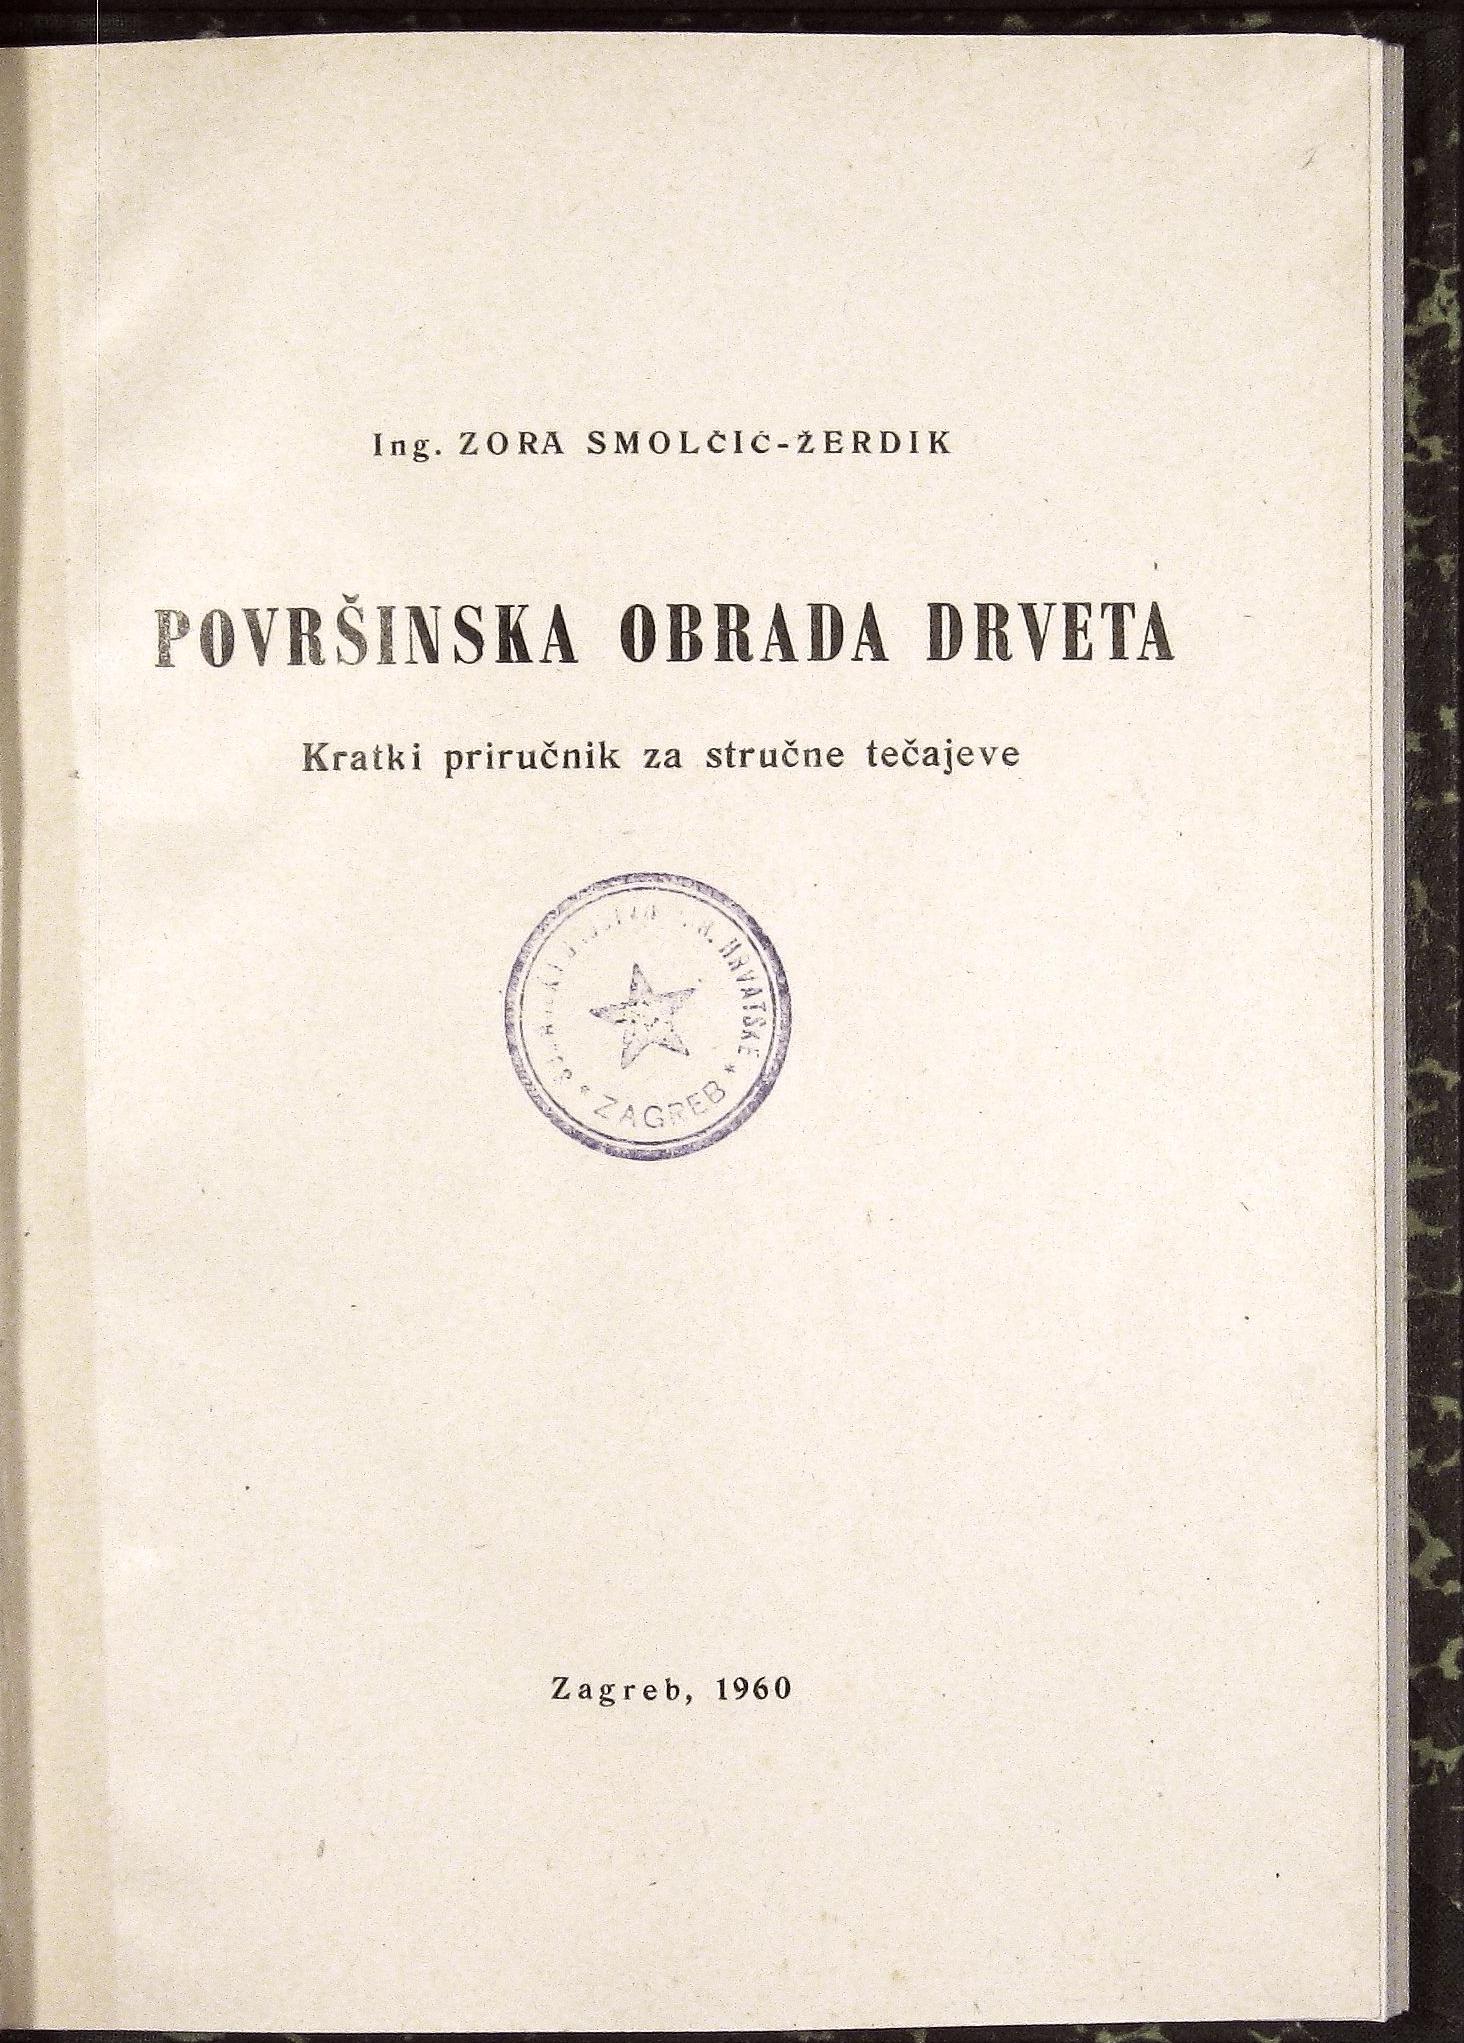 Ing. ZORA SMOLČIĆ-ŽERDIK
POVRŠINSKA OBRADA DRVETA
Kratki priručnik za stručne tečajeve
HRVATSKE
* ZAGREB *
Zagreb, 1960